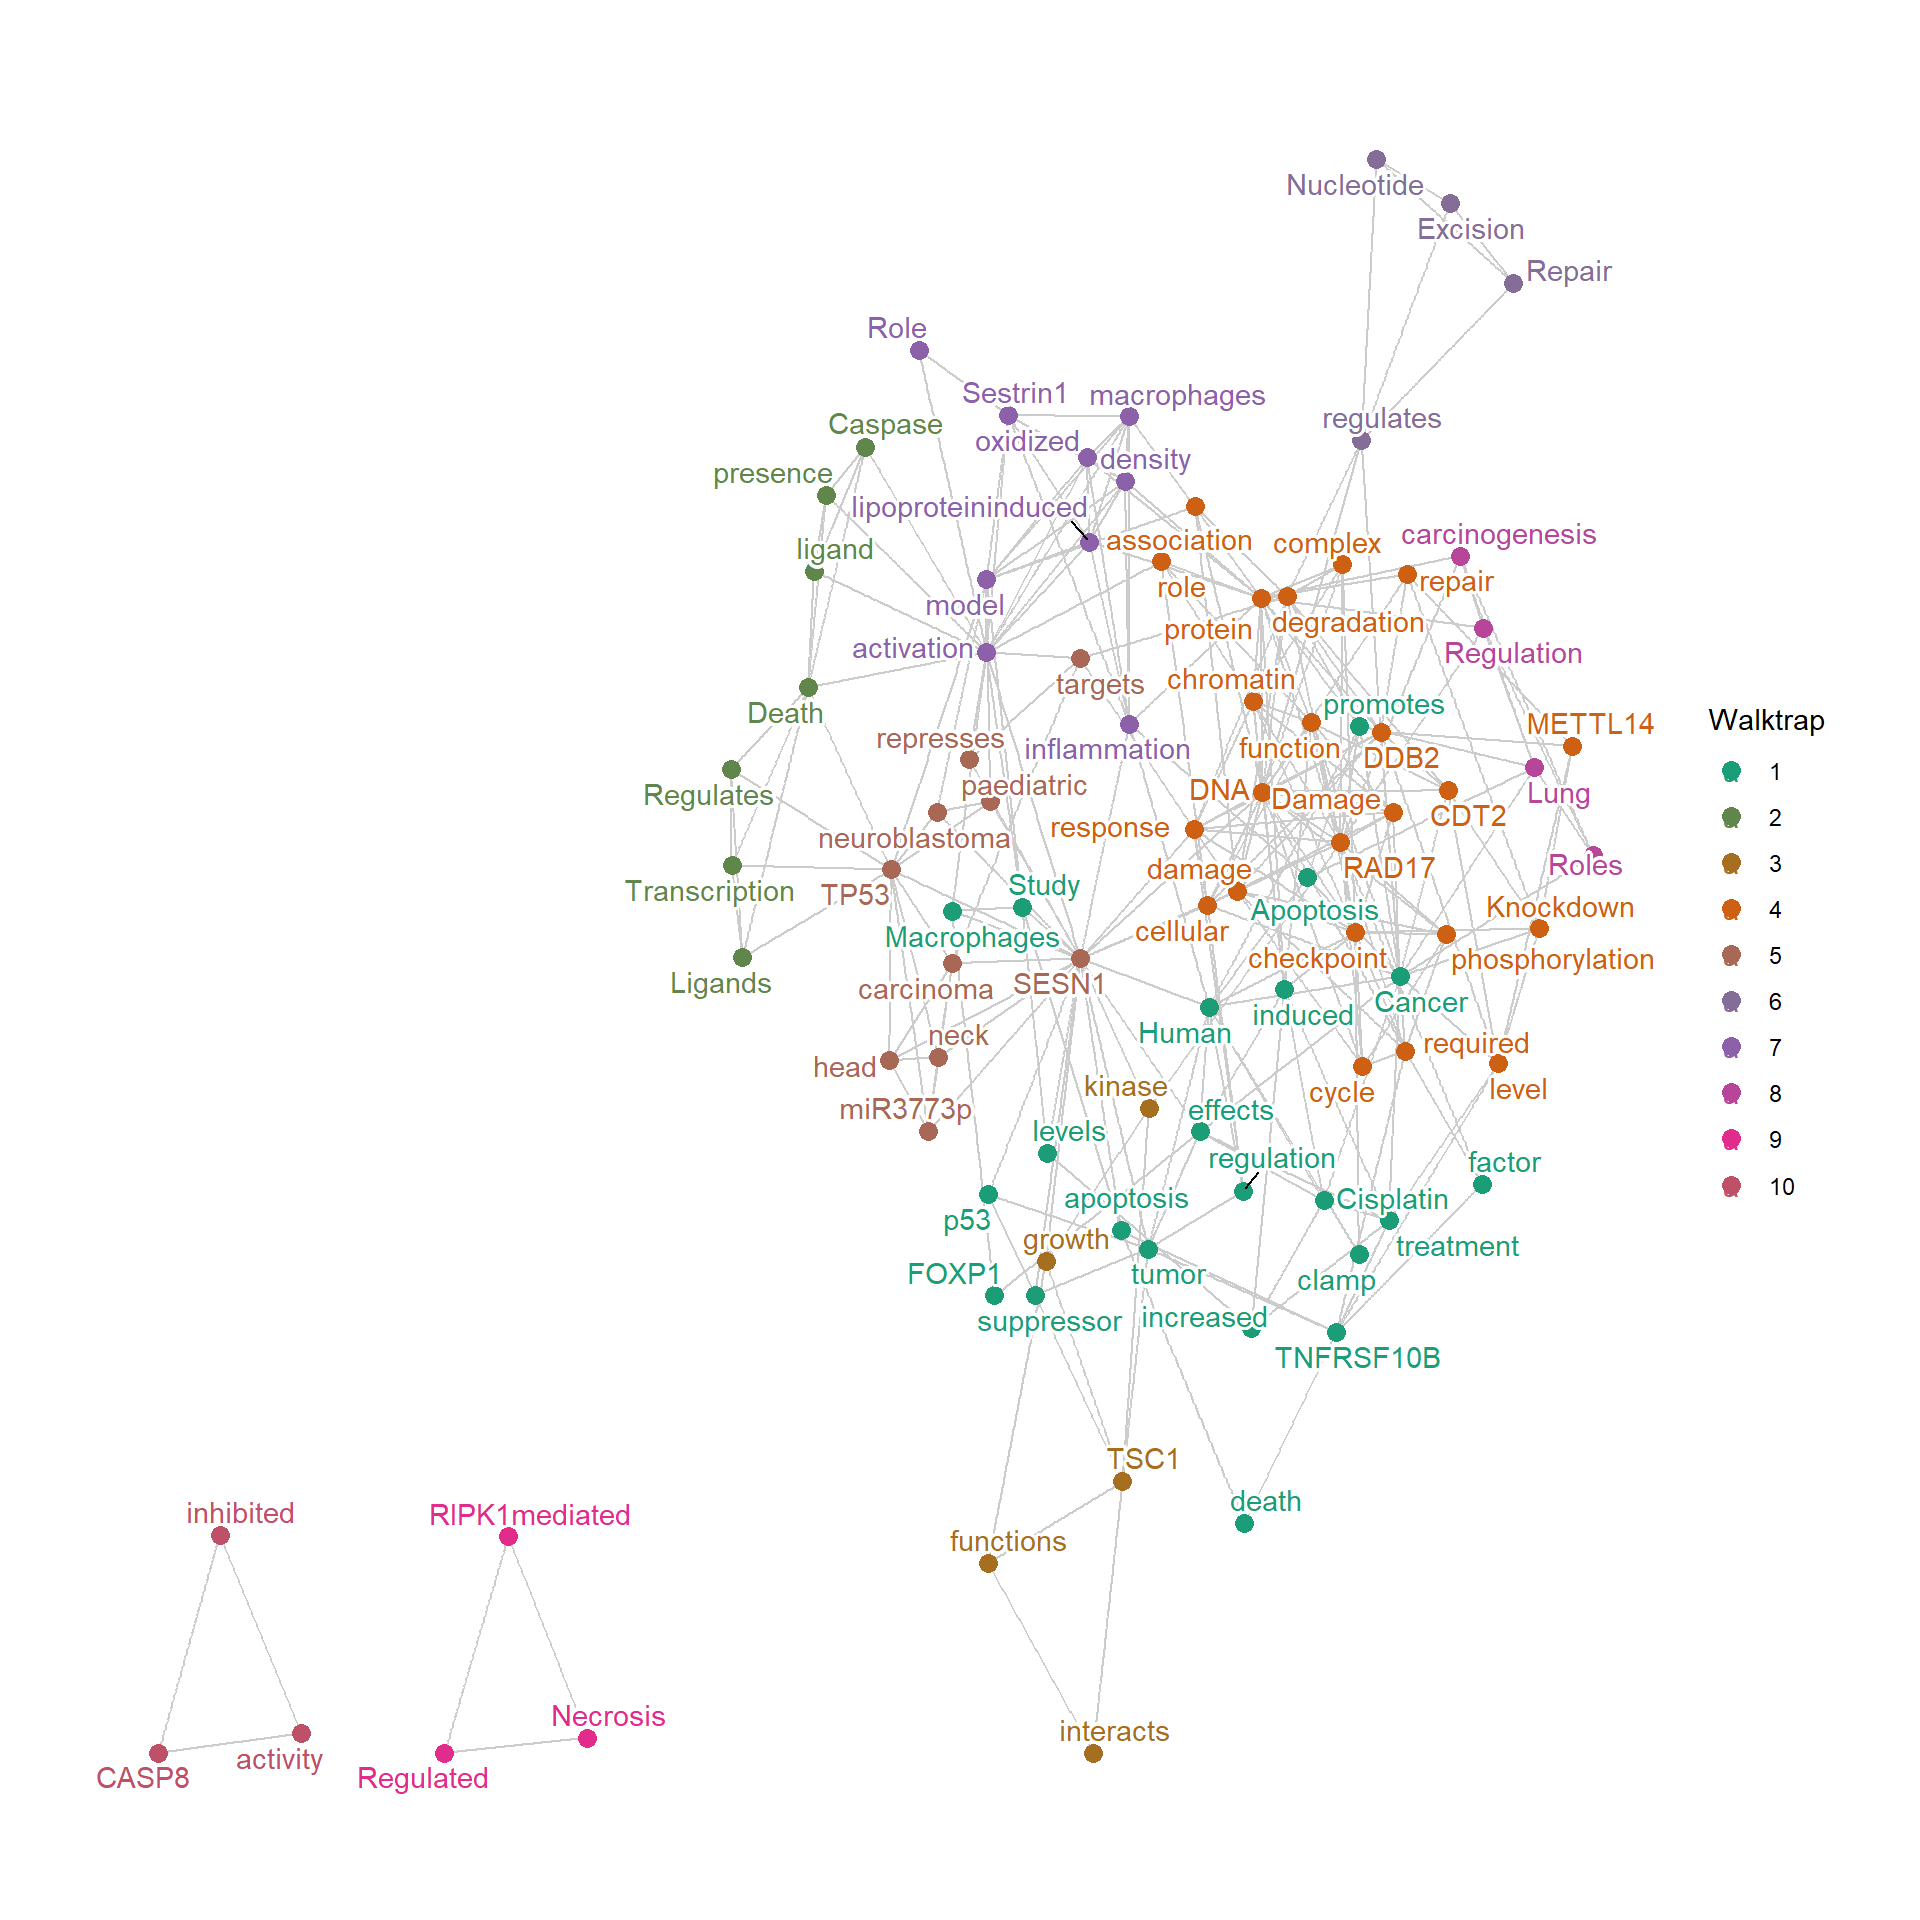 Nucleotide
Excision
Repair
Role
Sestrin1
macrophages
regulates
Caspase
oxidized
density
presence
lipoproteininduced
association
complex
carcinogenesis
ligand
role
repair
model
protein
degradation
activation
Regulation
targets
chromatin
Death
promotes
METTL14
represses
inflammation
function
DDB2
Regulates
paediatric
DNA
Damage
Lung
neuroblastoma
response
CDT2
Transcription
TP53
Study
damage
RAD17
Roles
Macrophages
cellular
Apoptosis
Knockdown
Ligands
carcinoma
SESN1
checkpoint
phosphorylation
neck
Human
induced
Cancer
head
kinase
required
miR3773p
cycle
level
levels
effects
regulation
factor
p53
apoptosis
Cisplatin
growth
treatment
FOXP1
tumor
clamp
suppressor
increased
TNFRSF10B
TSC1
death
functions
interacts
inhibited
RIPK1mediated
Necrosis
CASP8
activity
Regulated
Walktrap
1
2
3
4
5
6
7
8
9
10